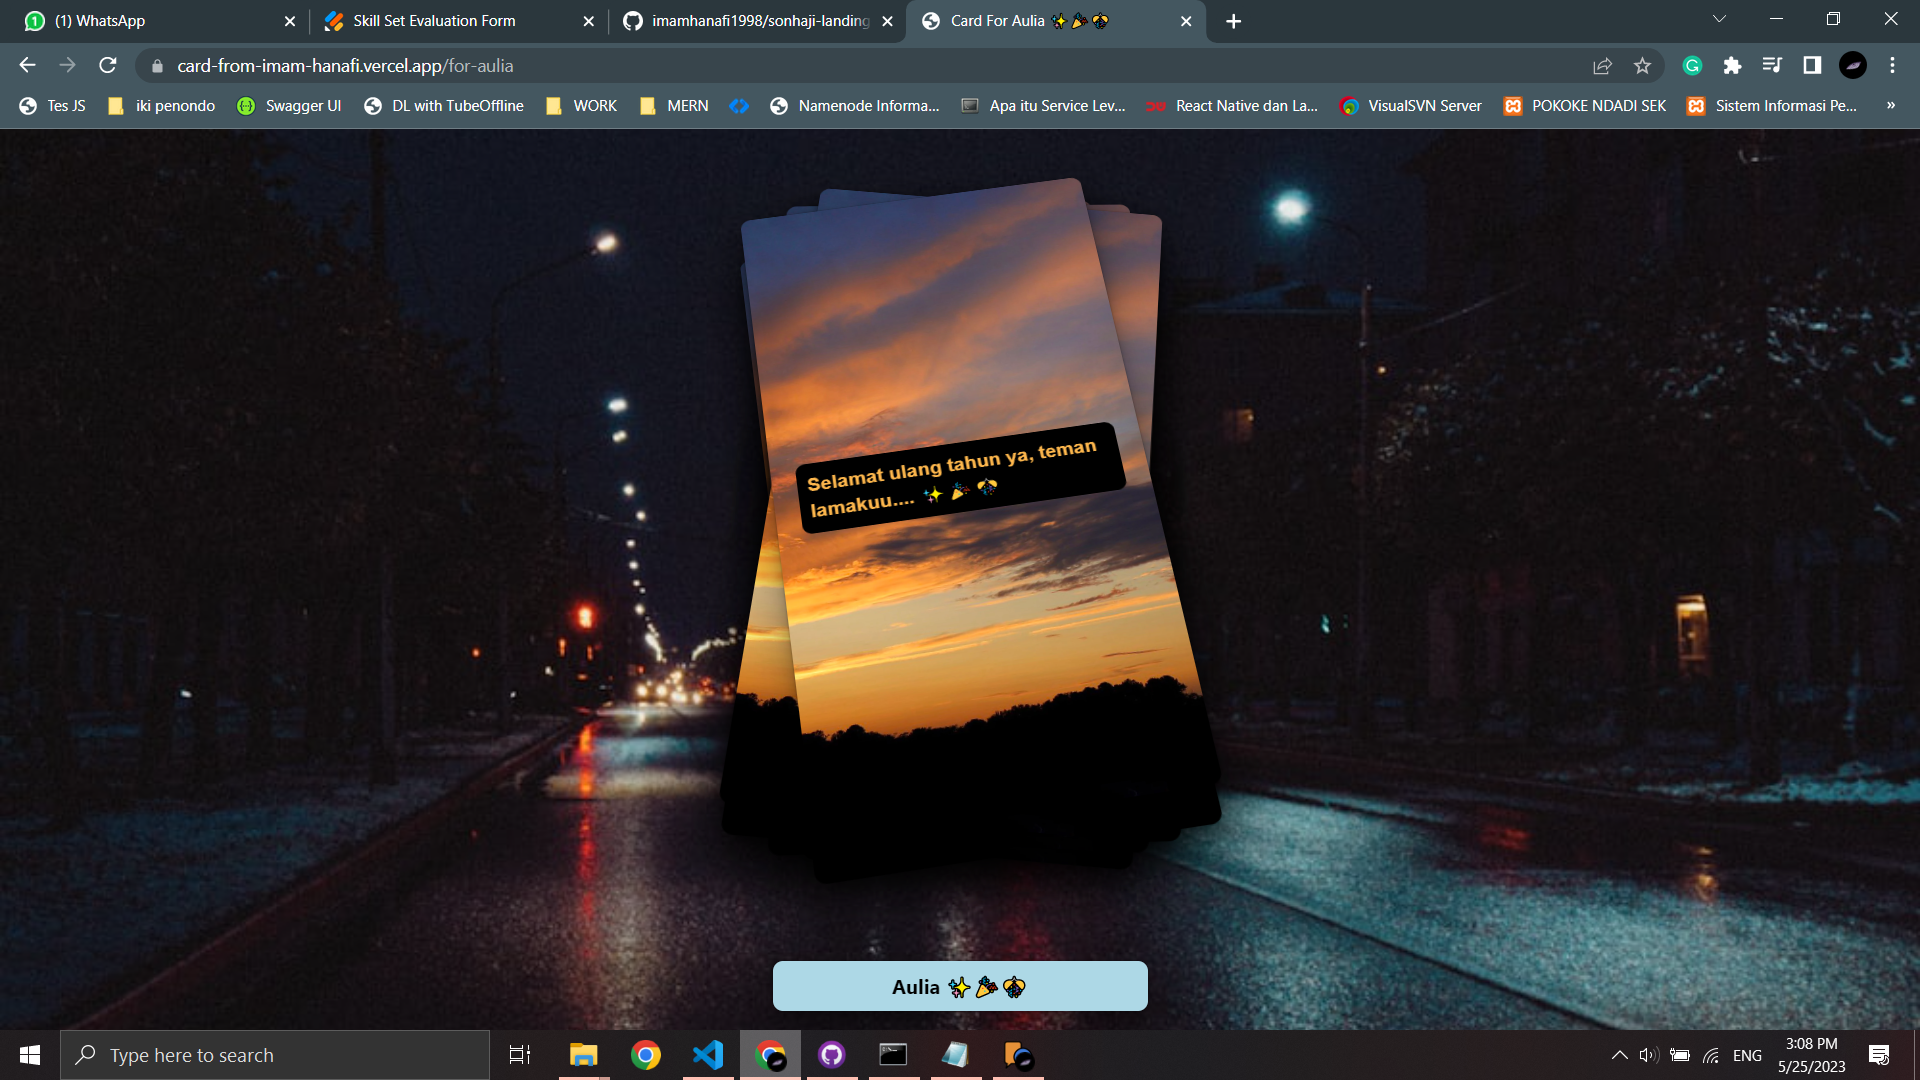 (1) WhatsApp
Skill Set Evaluation Form
imamhanafi1998/sonhaji-landing
Card For Aulia ✨🎉🎊
card-from-imam-hanafi.vercel.app/for-aulia
Tes JS
iki penondo
Swagger UI
DL with TubeOffline
WORK
MERN
Namenode Informa...
Apa itu Service Lev...
React Native dan La...
VisualSVN Server
POKOKE NDADI SEK
Sistem Informasi Pe...
»
Selamat ulang tahun ya, teman
lamakuu.... ✨ 🎉 🎊
Aulia ✨🎉🎊
Type here to search
ENG
3:08 PM
5/25/2023